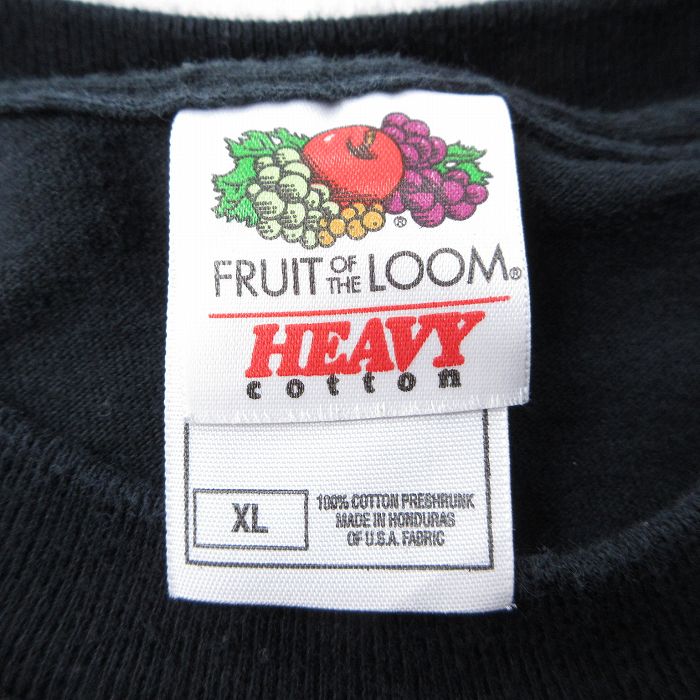 ®
FRUIT OF THE LOOM®
HEAVY
cotton
XL
100% COTTON PRESHRUNK
MADE IN HONDURAS
OF U.S.A. FABRIC